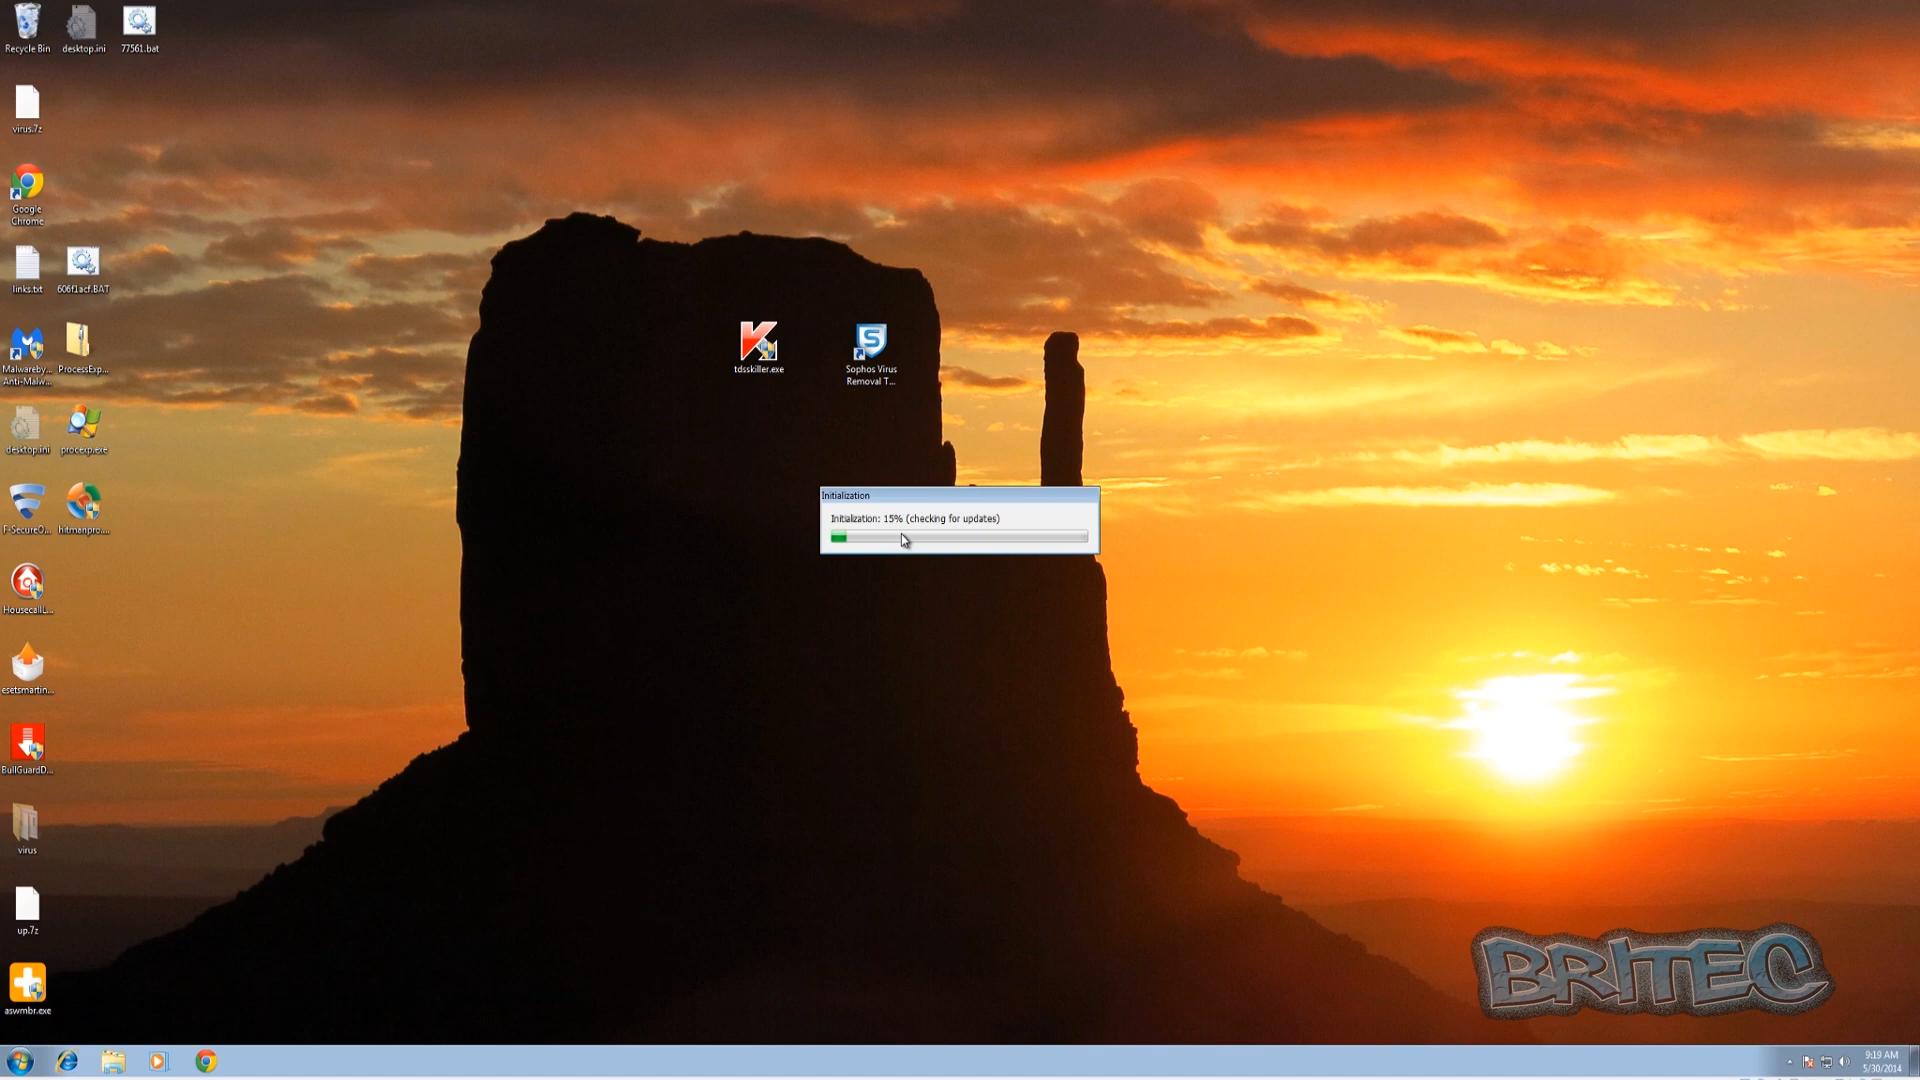 Recycle Bin
desktop.ini
77561.bat
virus.7z
Google
Chrome
links.txt
606f1acf.BAT
Malwareby...
Anti-Malw...
ProcessExp...
desktop.ini
procexp.exe
F-SecureO...
hitmanpro....
HousecallL...
esetsmartin...
BullGuardD...
virus
up.7z
aswmbr.exe
tdsskiller.exe
Sophos Virus
Removal T...
Initialization
Initialization: 15% (checking for updates)
BRITEC
9:19 AM
5/30/2014